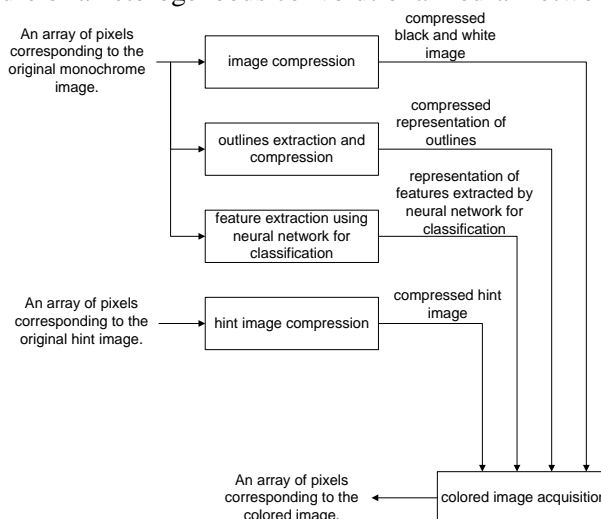 compressed
black and white
image
An array of pixels
corresponding to the
original monochrome
image.
image compression
compressed
representation of
outlines
outlines extraction and
compression
representation of
features extracted by
neural network for
classification
feature extraction using
neural network for
classification
An array of pixels
corresponding to the
original hint image.
hint image compression
compressed hint
image
An array of pixels
corresponding to the
colored image.
colored image acquisition